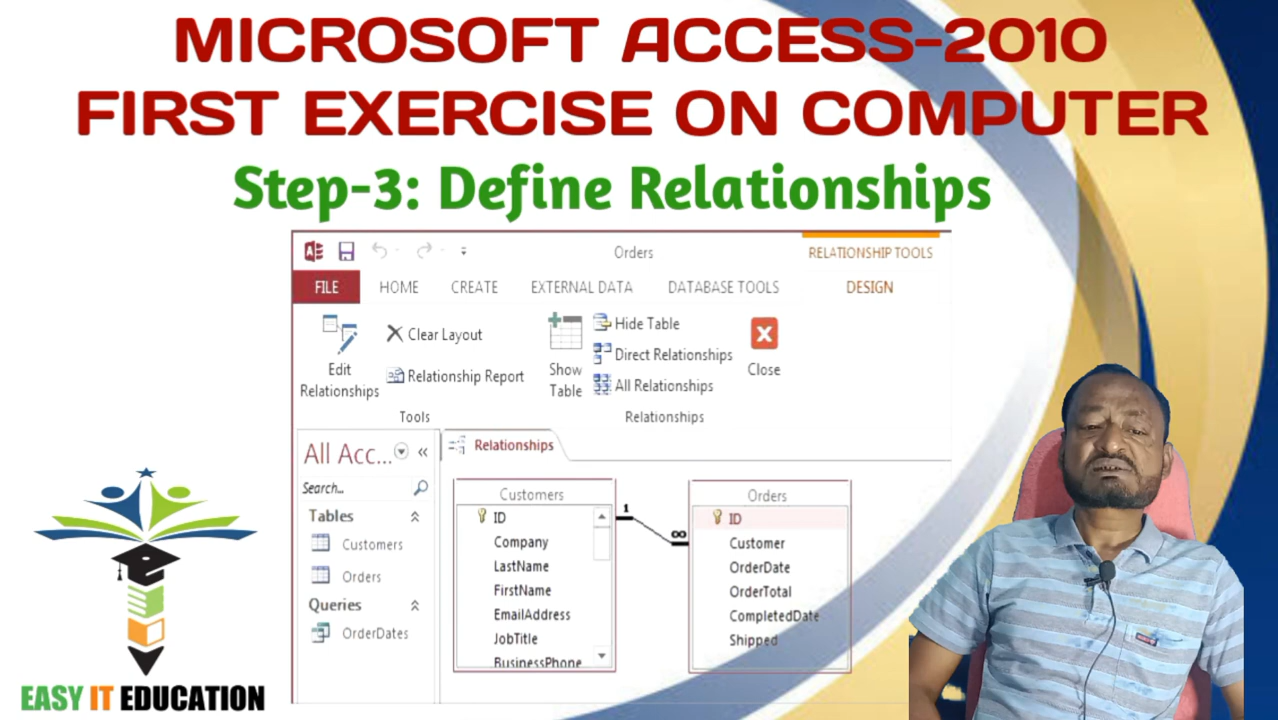 MICROSOFT ACCESS-2010
FIRST EXERCISE ON COMPUTER
Step-3: Define Relationships
Orders
RELATIONSHIP TOOLS
FILE HOME CREATE EXTERNAL DATA DATABASE TOOLS DESIGN
Edit
Relationships
Clear Layout
Relationship Report
Tools
Show
Table
Hide Table
Direct Relationships
All Relationships
Relationships
Close
All Acc...
Search...
Tables
Customers
Orders
Queries
OrderDates
Relationships
Customers
ID
Company
LastName
FirstName
EmailAddress
JobTitle
BusinessPhone
1
∞
Orders
ID
Customer
OrderDate
OrderTotal
CompletedDate
Shipped
EASY IT EDUCATION